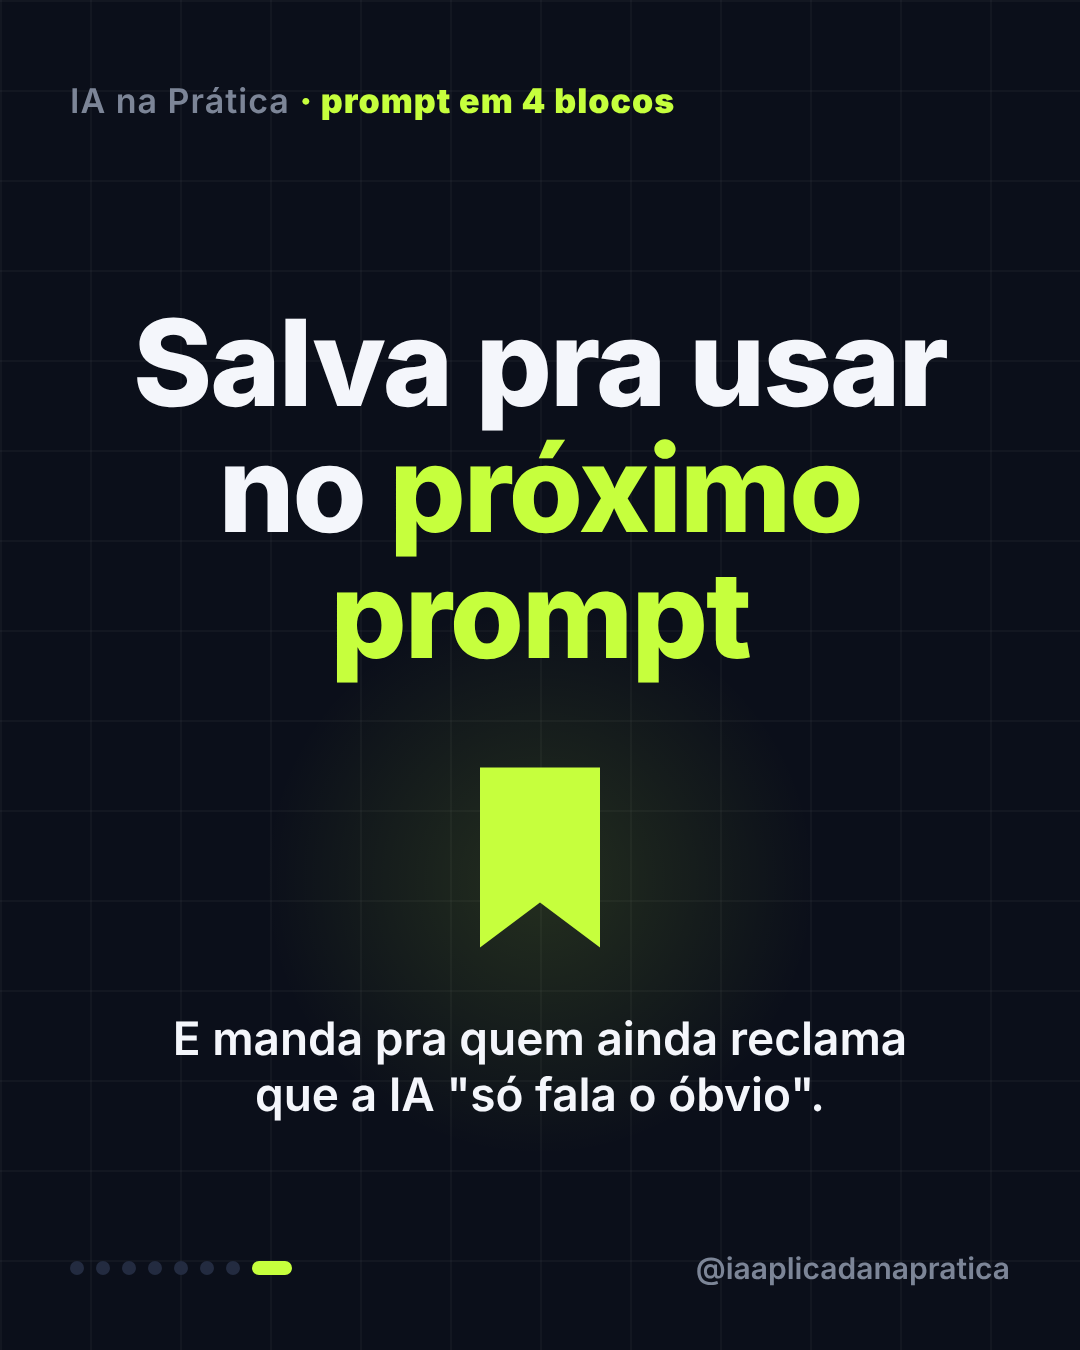 IA na Prática · prompt em 4 blocos
Salva pra usar
no próximo
prompt
E manda pra quem ainda reclama
que a IA "só fala o óbvio".
@iaaplicadanapratica